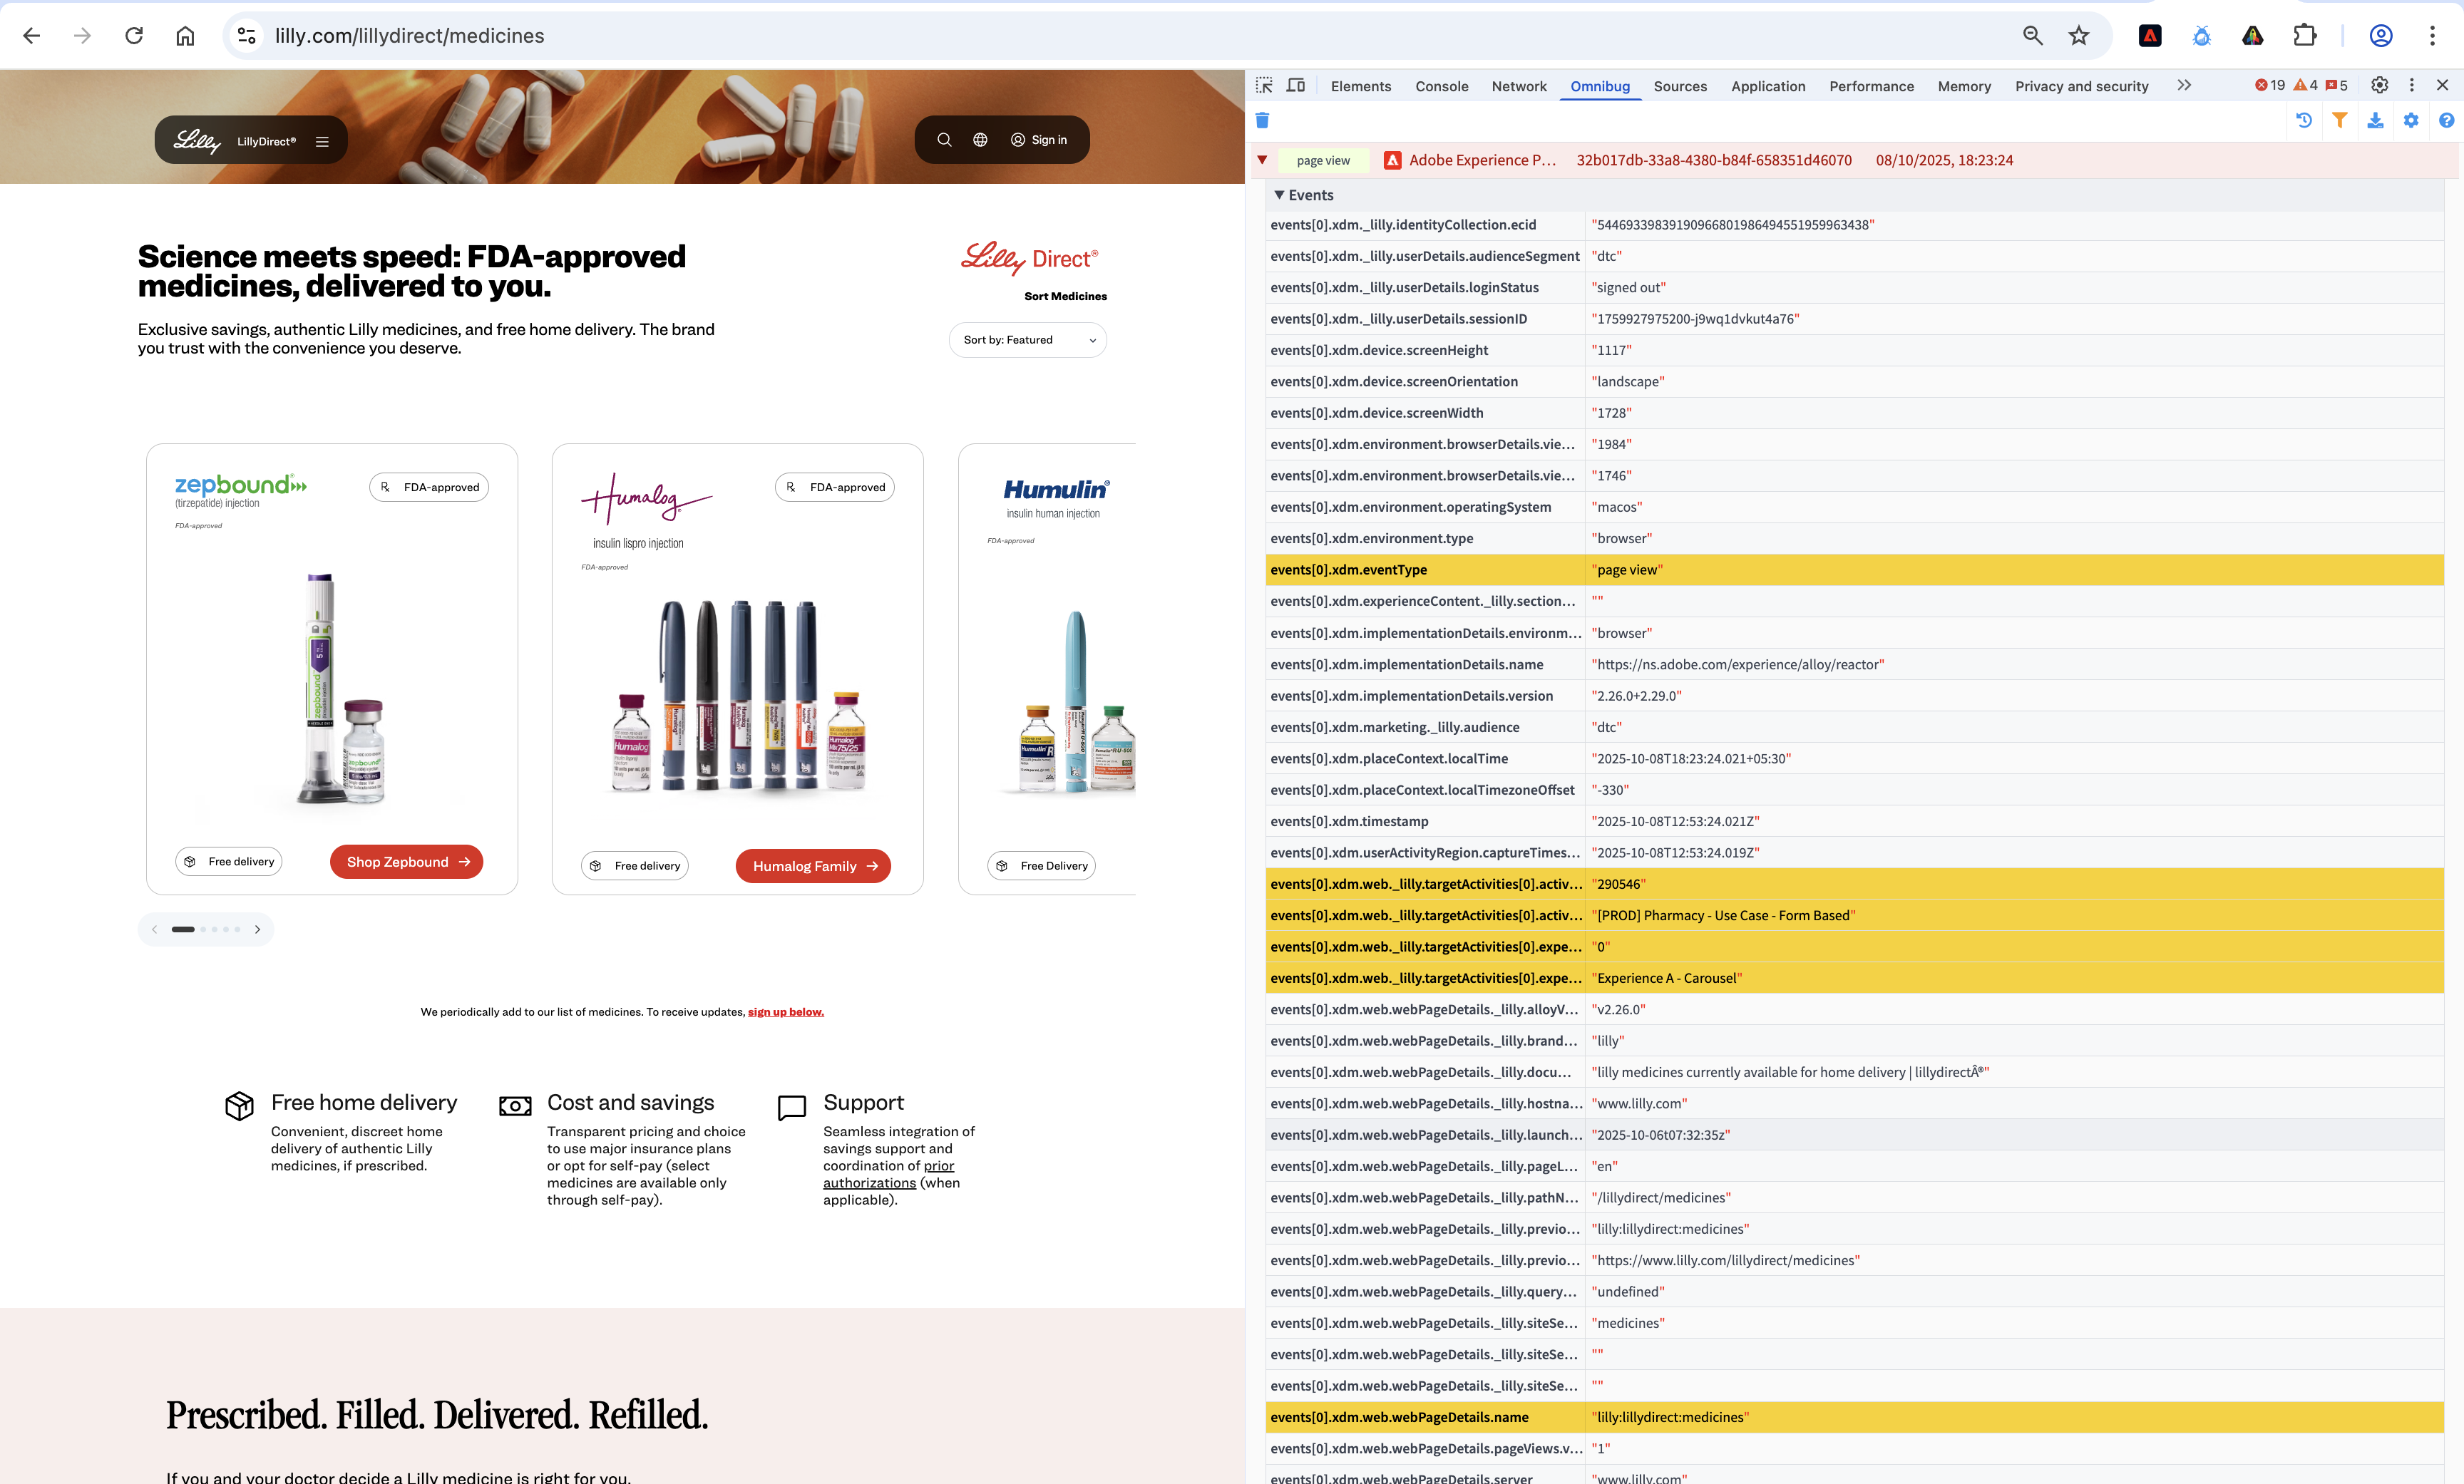 lilly.com/lillydirect/medicines
Lilly LillyDirect®
Sign in
Science meets speed: FDA-approved
medicines, delivered to you.
Exclusive savings, authentic Lilly medicines, and free home delivery. The brand
you trust with the convenience you deserve.
Lilly Direct®
Sort Medicines
Sort by: Featured
zepbound®
(tirzepatide) injection
FDA-approved
FDA-approved
Free delivery
Shop Zepbound
Humalog®
insulin lispro injection
FDA-approved
FDA-approved
Free delivery
Humalog Family
Humulin®
insulin human injection
FDA-approved
Free Delivery
We periodically add to our list of medicines. To receive updates, sign up below.
Free home delivery
Convenient, discreet home
delivery of authentic Lilly
medicines, if prescribed.
Cost and savings
Transparent pricing and choice
to use major insurance plans
or opt for self-pay (select
medicines are available only
through self-pay).
Support
Seamless integration of
savings support and
coordination of prior
authorizations (when
applicable).
Prescribed. Filled. Delivered. Refilled.
If you and your doctor decide a Lilly medicine is right for you,
Elements Console Network Omnibug Sources Application Performance Memory Privacy and security 19 4 5
page view Adobe Experience P... 32b017db-33a8-4380-b84f-658351d46070 08/10/2025, 18:23:24
Events
events[0].xdm._lilly.identityCollection.ecid "54469339839190966801986494551959963438"
events[0].xdm._lilly.userDetails.audienceSegment "dtc"
events[0].xdm._lilly.userDetails.loginStatus "signed out"
events[0].xdm._lilly.userDetails.sessionID "1759927975200-j9wq1dvkut4a76"
events[0].xdm.device.screenHeight "1117"
events[0].xdm.device.screenOrientation "landscape"
events[0].xdm.device.screenWidth "1728"
events[0].xdm.environment.browserDetails.vie... "1984"
events[0].xdm.environment.browserDetails.vie... "1746"
events[0].xdm.environment.operatingSystem "macos"
events[0].xdm.environment.type "browser"
events[0].xdm.eventType "page view"
events[0].xdm.experienceContent._lilly.section... ""
events[0].xdm.implementationDetails.environm... "browser"
events[0].xdm.implementationDetails.name "https://ns.adobe.com/experience/alloy/reactor"
events[0].xdm.implementationDetails.version "2.26.0+2.29.0"
events[0].xdm.marketing._lilly.audience "dtc"
events[0].xdm.placeContext.localTime "2025-10-08T18:23:24.021+05:30"
events[0].xdm.placeContext.localTimezoneOffset "-330"
events[0].xdm.timestamp "2025-10-08T12:53:24.021Z"
events[0].xdm.userActivityRegion.captureTimes... "2025-10-08T12:53:24.019Z"
events[0].xdm.web._lilly.targetActivities[0].activ... "290546"
events[0].xdm.web._lilly.targetActivities[0].activ... "[PROD] Pharmacy - Use Case - Form Based"
events[0].xdm.web._lilly.targetActivities[0].expe... "0"
events[0].xdm.web._lilly.targetActivities[0].expe... "Experience A - Carousel"
events[0].xdm.web.webPageDetails._lilly.alloyV... "v2.26.0"
events[0].xdm.web.webPageDetails._lilly.brand... "lilly"
events[0].xdm.web.webPageDetails._lilly.docu... "lilly medicines currently available for home delivery | lillydirectÂ®"
events[0].xdm.web.webPageDetails._lilly.hostna... "www.lilly.com"
events[0].xdm.web.webPageDetails._lilly.launch... "2025-10-06t07:32:35z"
events[0].xdm.web.webPageDetails._lilly.pageL... "en"
events[0].xdm.web.webPageDetails._lilly.pathN... "/lillydirect/medicines"
events[0].xdm.web.webPageDetails._lilly.previo... "lilly:lillydirect:medicines"
events[0].xdm.web.webPageDetails._lilly.previo... "https://www.lilly.com/lillydirect/medicines"
events[0].xdm.web.webPageDetails._lilly.query... "undefined"
events[0].xdm.web.webPageDetails._lilly.siteSe... "medicines"
events[0].xdm.web.webPageDetails._lilly.siteSe... ""
events[0].xdm.web.webPageDetails._lilly.siteSe... ""
events[0].xdm.web.webPageDetails.name "lilly:lillydirect:medicines"
events[0].xdm.web.webPageDetails.pageViews.v... "1"
events[0].xdm.web.webPageDetails.server "www.lilly.com"